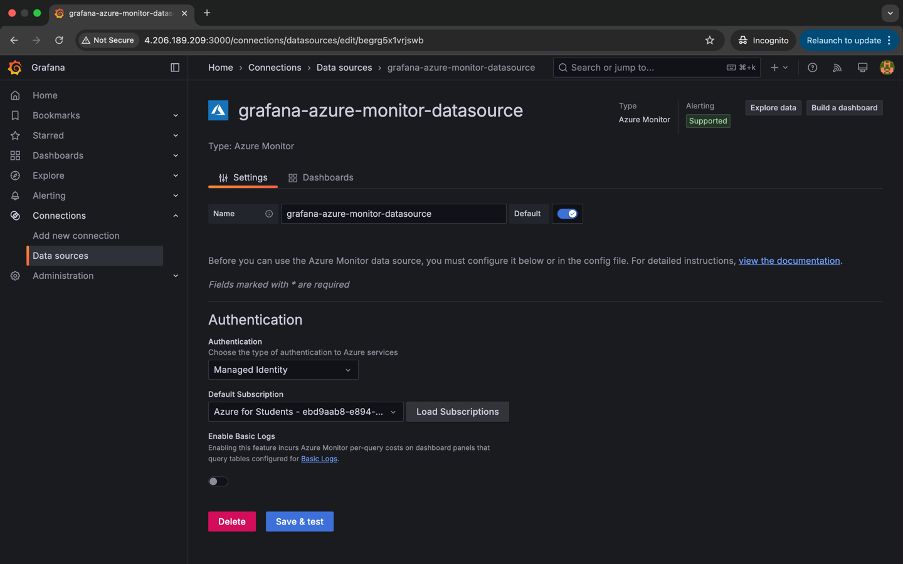 grafana-azure-monitor-datas
Not Secure
4.206.189.209:3000/connections/datasources/edit/begrg5x1vrjswb
Incognito
Relaunch to update
Grafana
Home › Connections › Data sources › grafana-azure-monitor-datasource
Search or jump to...
⌘+k
Home
Bookmarks
Starred
Dashboards
Explore
Alerting
Connections
Add new connection
Data sources
Administration
grafana-azure-monitor-datasource
Type
Azure Monitor
Alerting
Supported
Explore data
Build a dashboard
Type: Azure Monitor
Settings
Dashboards
Name
grafana-azure-monitor-datasource
Default
Before you can use the Azure Monitor data source, you must configure it below or in the config file. For detailed instructions, view the documentation.
Fields marked with * are required
Authentication
Authentication
Choose the type of authentication to Azure services
Managed Identity
Default Subscription
Azure for Students - ebd9aab8-e894-...
Load Subscriptions
Enable Basic Logs
Enabling this feature incurs Azure Monitor per-query costs on dashboard panels that
query tables configured for Basic Logs.
Delete
Save & test